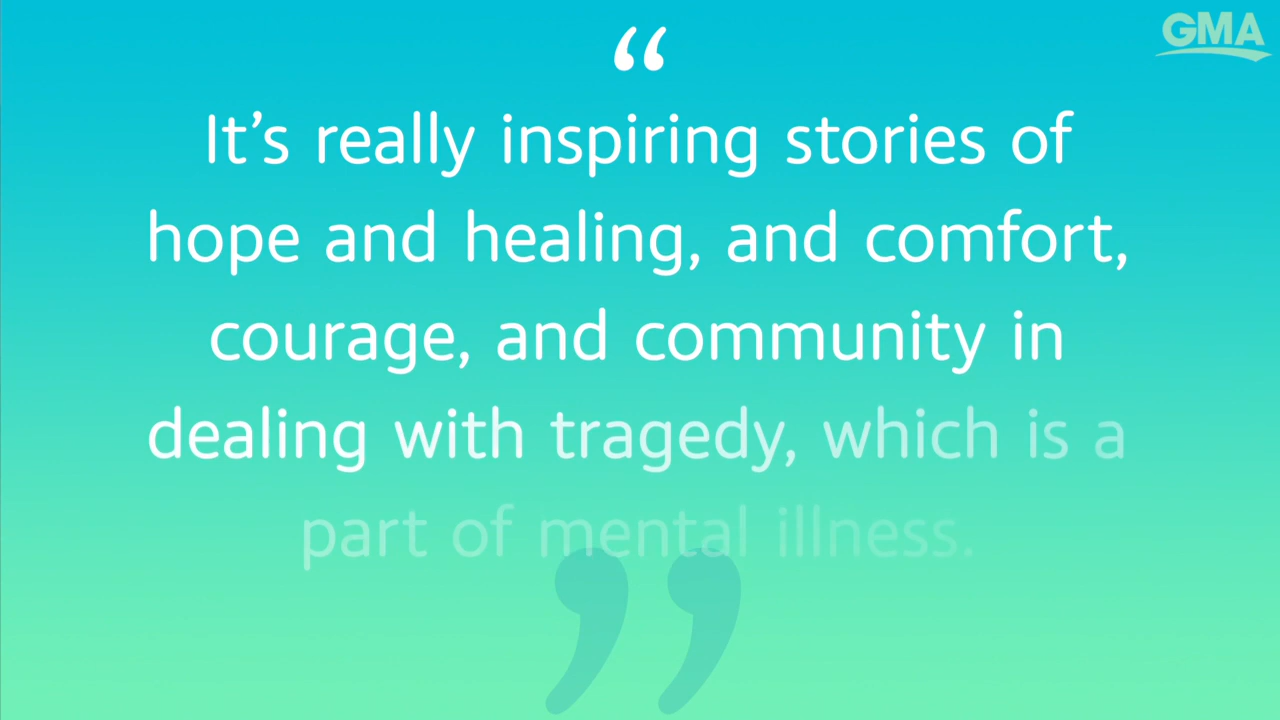 GMA
“
It’s really inspiring stories of
hope and healing, and comfort,
courage, and community in
dealing with tragedy, which is a
part of mental illness.
”